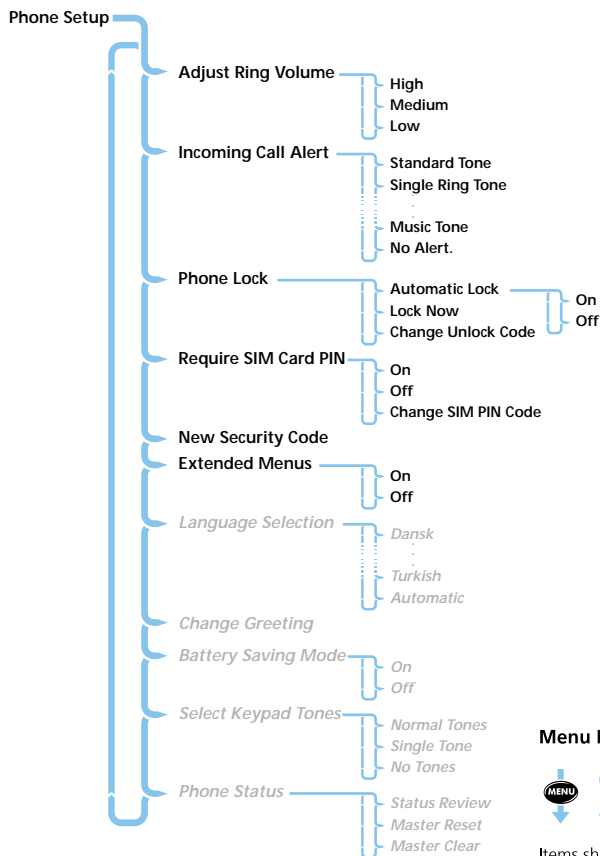 Phone Setup
Adjust Ring Volume
High
Medium
Low
Incoming Call Alert
Standard Tone
Single Ring Tone
Music Tone
No Alert.
Phone Lock
Automatic Lock
On
Off
Lock Now
Change Unlock Code
Require SIM Card PIN
On
Off
Change SIM PIN Code
New Security Code
Extended Menus
On
Off
Language Selection
Dansk
Turkish
Automatic
Change Greeting
Battery Saving Mode
On
Off
Select Keypad Tones
Normal Tones
Single Tone
No Tones
Phone Status
Status Review
Master Reset
Master Clear
Menu
MENU
Items